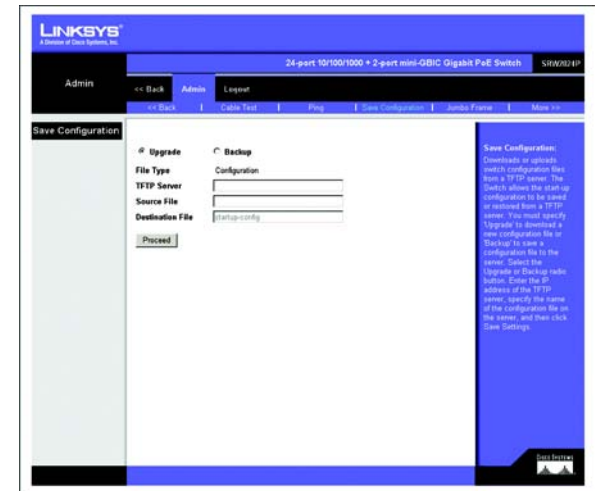 LINKSYS®
A Division of Cisco Systems, Inc.
24-port 10/100/1000 + 2-port mini-GBIC Gigabit PoE Switch
SRW2024P
Admin
<< Back
Admin
Logout
<< Back
Cable Test
Ping
Save Configuration
Jumbo Frame
More >>
Save Configuration
Upgrade
Backup
File Type
Configuration
TFTP Server
Source File
Destination File
startup-config
Proceed
Save Configuration:
Downloads or uploads
switch configuration files
from a TFTP server. The
Switch allows the start-up
configuration to be saved
or restored from a TFTP
server. You must specify
'Upgrade' to download a
new configuration file or
'Backup' to save a
configuration file to the
server. Select the
Upgrade or Backup radio
button. Enter the IP
address of the TFTP
server, specify the name
of the configuration file on
the server, and then click
Save Settings.
Cisco Systems